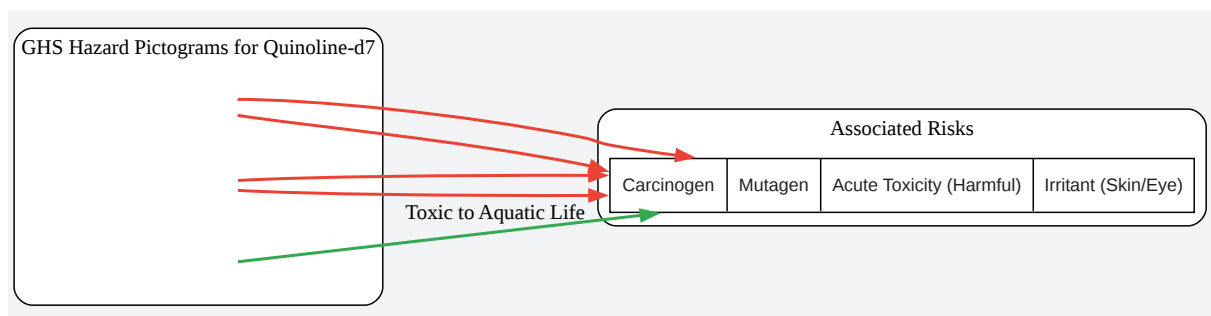 GHS Hazard Pictograms for Quinoline-d7
Associated Risks
Carcinogen
Mutagen
Acute Toxicity (Harmful)
Irritant (Skin/Eye)
Toxic to Aquatic Life